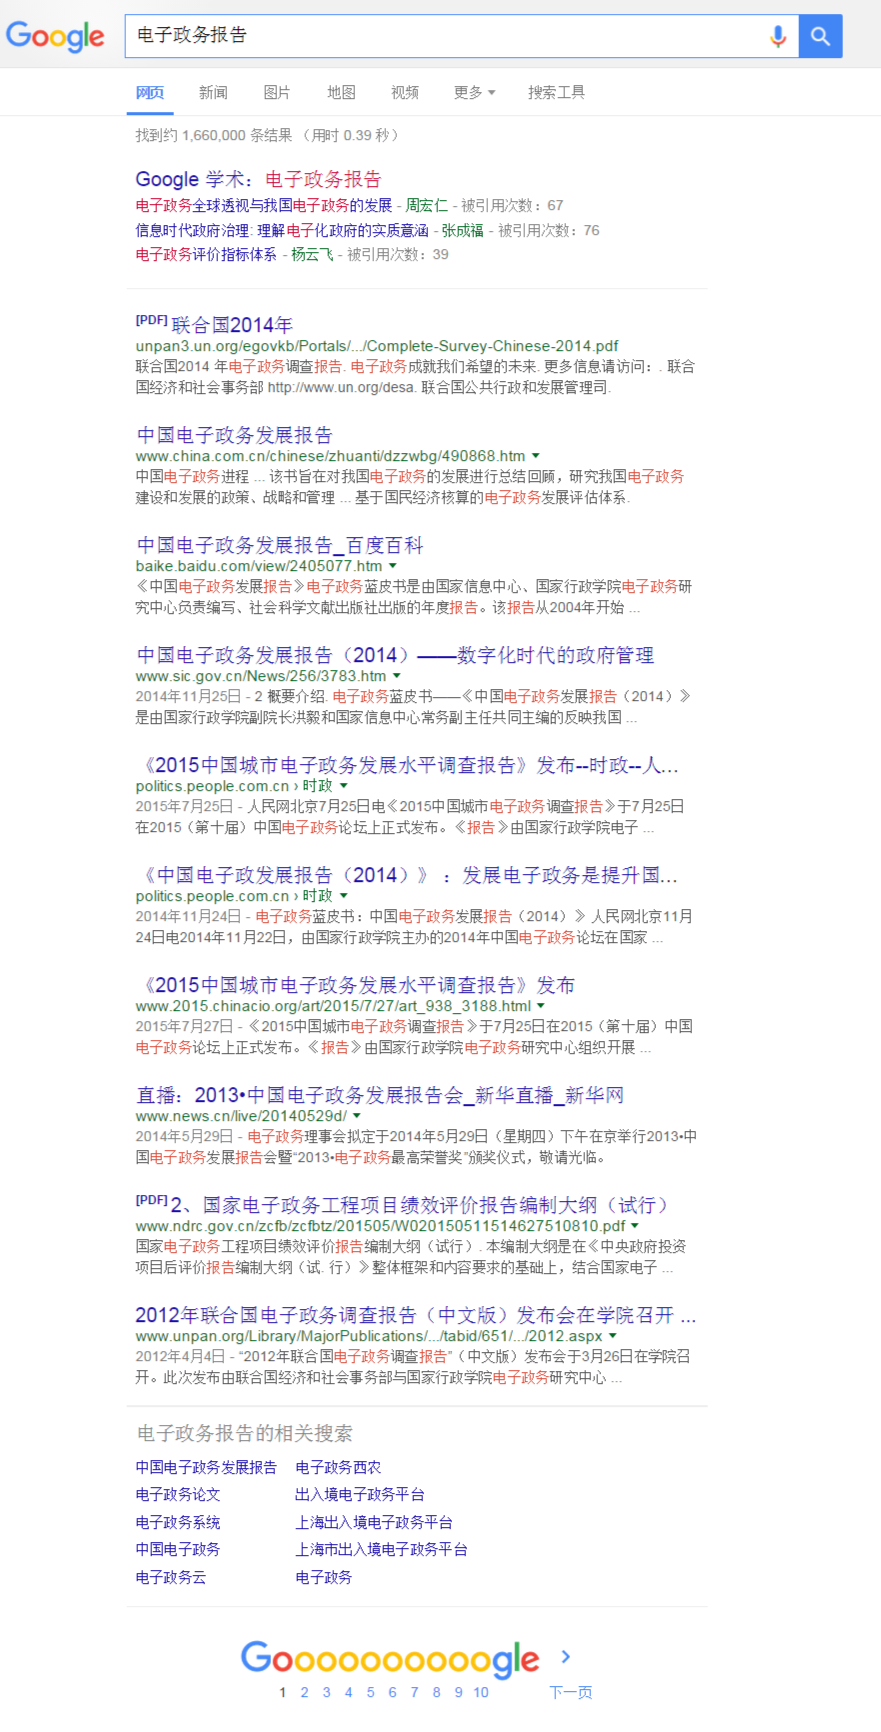 Google 电子政务报告
网页 新闻 图片 地图 视频 更多 搜索工具
找到约 1,660,000 条结果 （用时 0.39 秒）
Google 学术：电子政务报告
电子政务全球透视与我国电子政务的发展 - 周宏仁 - 被引用次数：67
信息时代政府治理: 理解电子化政府的实质意涵 - 张成福 - 被引用次数：76
电子政务评价指标体系 - 杨云飞 - 被引用次数：39
[PDF] 联合国2014年
unpan3.un.org/egovkb/Portals/.../Complete-Survey-Chinese-2014.pdf
联合国2014 年电子政务调查报告. 电子政务成就我们希望的未来. 更多信息请访问：. 联合
国经济和社会事务部 http://www.un.org/desa. 联合国公共行政和发展管理司.
中国电子政务发展报告
www.china.com.cn/chinese/zhuanti/dzzwbg/490868.htm
中国电子政务进程 ... 该书旨在对我国电子政务的发展进行总结回顾，研究我国电子政务
建设和发展的政策、战略和管理 ... 基于国民经济核算的电子政务发展评估体系.
中国电子政务发展报告_百度百科
baike.baidu.com/view/2405077.htm
《中国电子政务发展报告》电子政务蓝皮书是由国家信息中心、国家行政学院电子政务研
究中心负责编写、社会科学文献出版社出版的年度报告。该报告从2004年开始 ...
中国电子政务发展报告（2014）——数字化时代的政府管理
www.sic.gov.cn/News/256/3783.htm
2014年11月25日 - 2 概要介绍. 电子政务蓝皮书——《中国电子政务发展报告（2014）》
是由国家行政学院副院长洪毅和国家信息中心常务副主任共同主编的反映我国 ...
《2015中国城市电子政务发展水平调查报告》发布--时政--人...
politics.people.com.cn › 时政
2015年7月25日 - 人民网北京7月25日电《2015中国城市电子政务调查报告》于7月25日
在2015（第十届）中国电子政务论坛上正式发布。《报告》由国家行政学院电子 ...
《中国电子政发展报告（2014）》：发展电子政务是提升国...
politics.people.com.cn › 时政
2014年11月24日 - 电子政务蓝皮书：中国电子政务发展报告（2014）》 人民网北京11月
24日电2014年11月22日，由国家行政学院主办的2014年中国电子政务论坛在国家 ...
《2015中国城市电子政务发展水平调查报告》发布
www.2015.chinacio.org/art/2015/7/27/art_938_3188.html
2015年7月27日 - 《2015中国城市电子政务调查报告》于7月25日在2015（第十届）中国
电子政务论坛上正式发布。《报告》由国家行政学院电子政务研究中心组织开展 ...
直播：2013•中国电子政务发展报告会_新华直播_新华网
www.news.cn/live/20140529d/
2014年5月29日 - 电子政务理事会拟定于2014年5月29日（星期四）下午在京举行2013•中
国电子政务发展报告会暨“2013•电子政务最高荣誉奖”颁奖仪式，敬请光临。
[PDF] 2、国家电子政务工程项目绩效评价报告编制大纲（试行）
www.ndrc.gov.cn/zcfb/zcfbtz/201505/W020150511514627510810.pdf
国家电子政务工程项目绩效评价报告编制大纲（试行）. 本编制大纲是在《中央政府投资
项目后评价报告编制大纲（试. 行）》整体框架和内容要求的基础上，结合国家电子 ...
2012年联合国电子政务调查报告（中文版）发布会在学院召开 ...
www.unpan.org/Library/MajorPublications/.../tabid/651/.../2012.aspx
2012年4月4日 - “2012年联合国电子政务调查报告”（中文版）发布会于3月26日在学院召
开。此次发布由联合国经济和社会事务部与国家行政学院电子政务研究中心 ...
电子政务报告的相关搜索
中国电子政务发展报告 电子政务西农
电子政务论文 出入境电子政务平台
电子政务系统 上海出入境电子政务平台
中国电子政务 上海市出入境电子政务平台
电子政务云 电子政务
Goooooooooogle
1 2 3 4 5 6 7 8 9 10 下一页